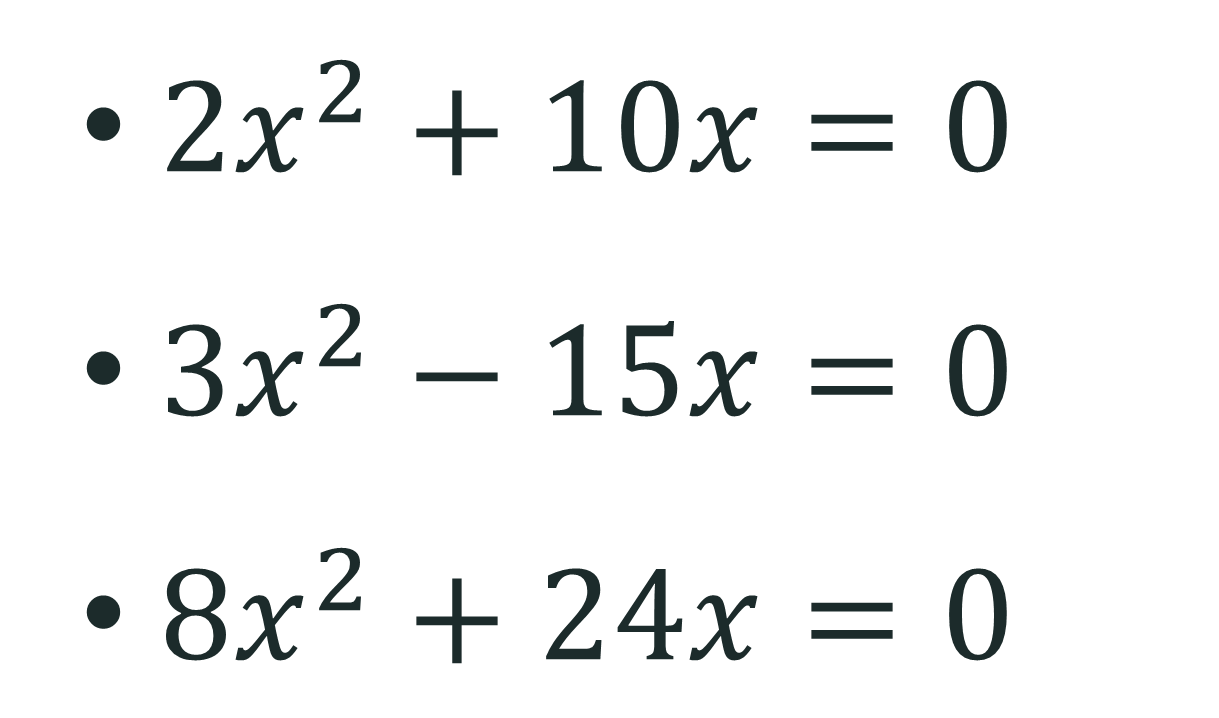 • 2x² + 10x = 0
• 3x² − 15x = 0
• 8x² + 24x = 0